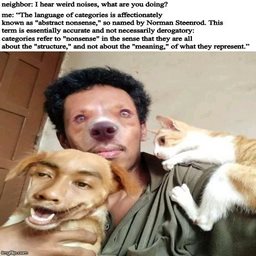 neighbor: I hear weird noises, what are you doing?
me: "The language of categories is affectionately
known as "abstract nonsense," so named by Norman Steenrod. This
term is essentially accurate and not necessarily derogatory:
categories refer to "nonsense" in the sense that they are all
about the "structure," and not about the "meaning," of what they represent."
imgflip.com